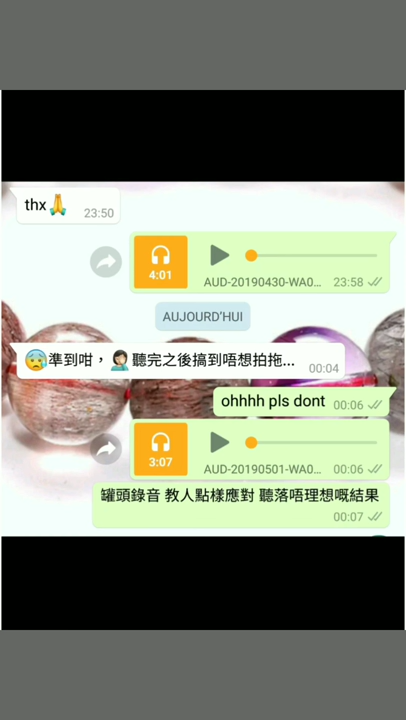 thx🙏 23:50
4:01
AUD-20190430-WA0... 23:58
AUJOURD'HUI
😰準到咁，🤦🏻‍♀️聽完之後搞到唔想拍拖... 00:04
ohhhh pls dont 00:06
3:07
AUD-20190501-WA0... 00:06
罐頭錄音 教人點樣應對 聽落唔理想嘅結果
00:07